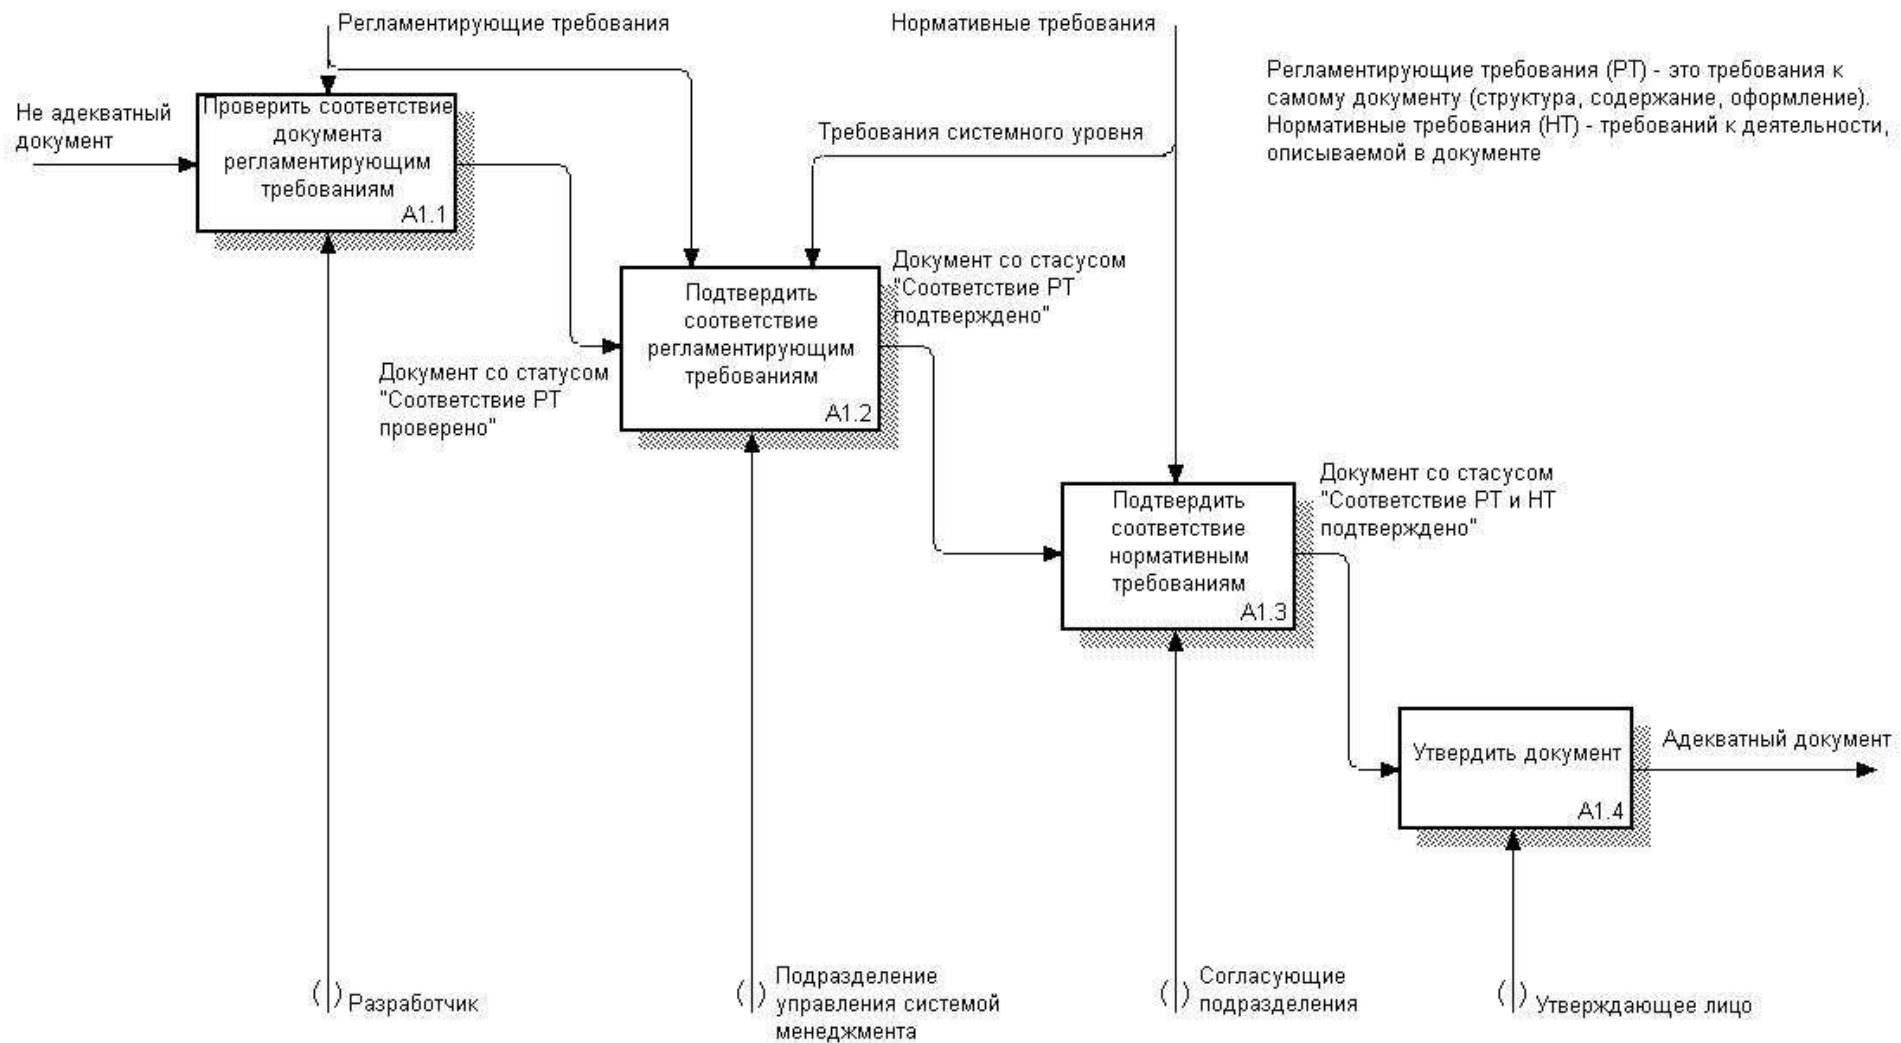 Регламентирующие требования
Нормативные требования
Регламентирующие требования (РТ) - это требования к
самому документу (структура, содержание, оформление).
Нормативные требования (НТ) - требований к деятельности,
описываемой в документе
Не адекватный
документ
Проверить соответствие
документа
регламентирующим
требованиям
A1.1
Требования системного уровня
Подтвердить
соответствие
регламентирующим
требованиям
A1.2
Документ со стасусом
"Соответствие РТ
подтверждено"
Документ со статусом
"Соответствие РТ
проверено"
Подтвердить
соответствие
нормативным
требованиям
A1.3
Документ со стасусом
"Соответствие РТ и НТ
подтверждено"
Утвердить документ
A1.4
Адекватный документ
( ) Разработчик
( ) Подразделение
управления системой
менеджмента
( ) Согласующие
подразделения
( ) Утверждающее лицо